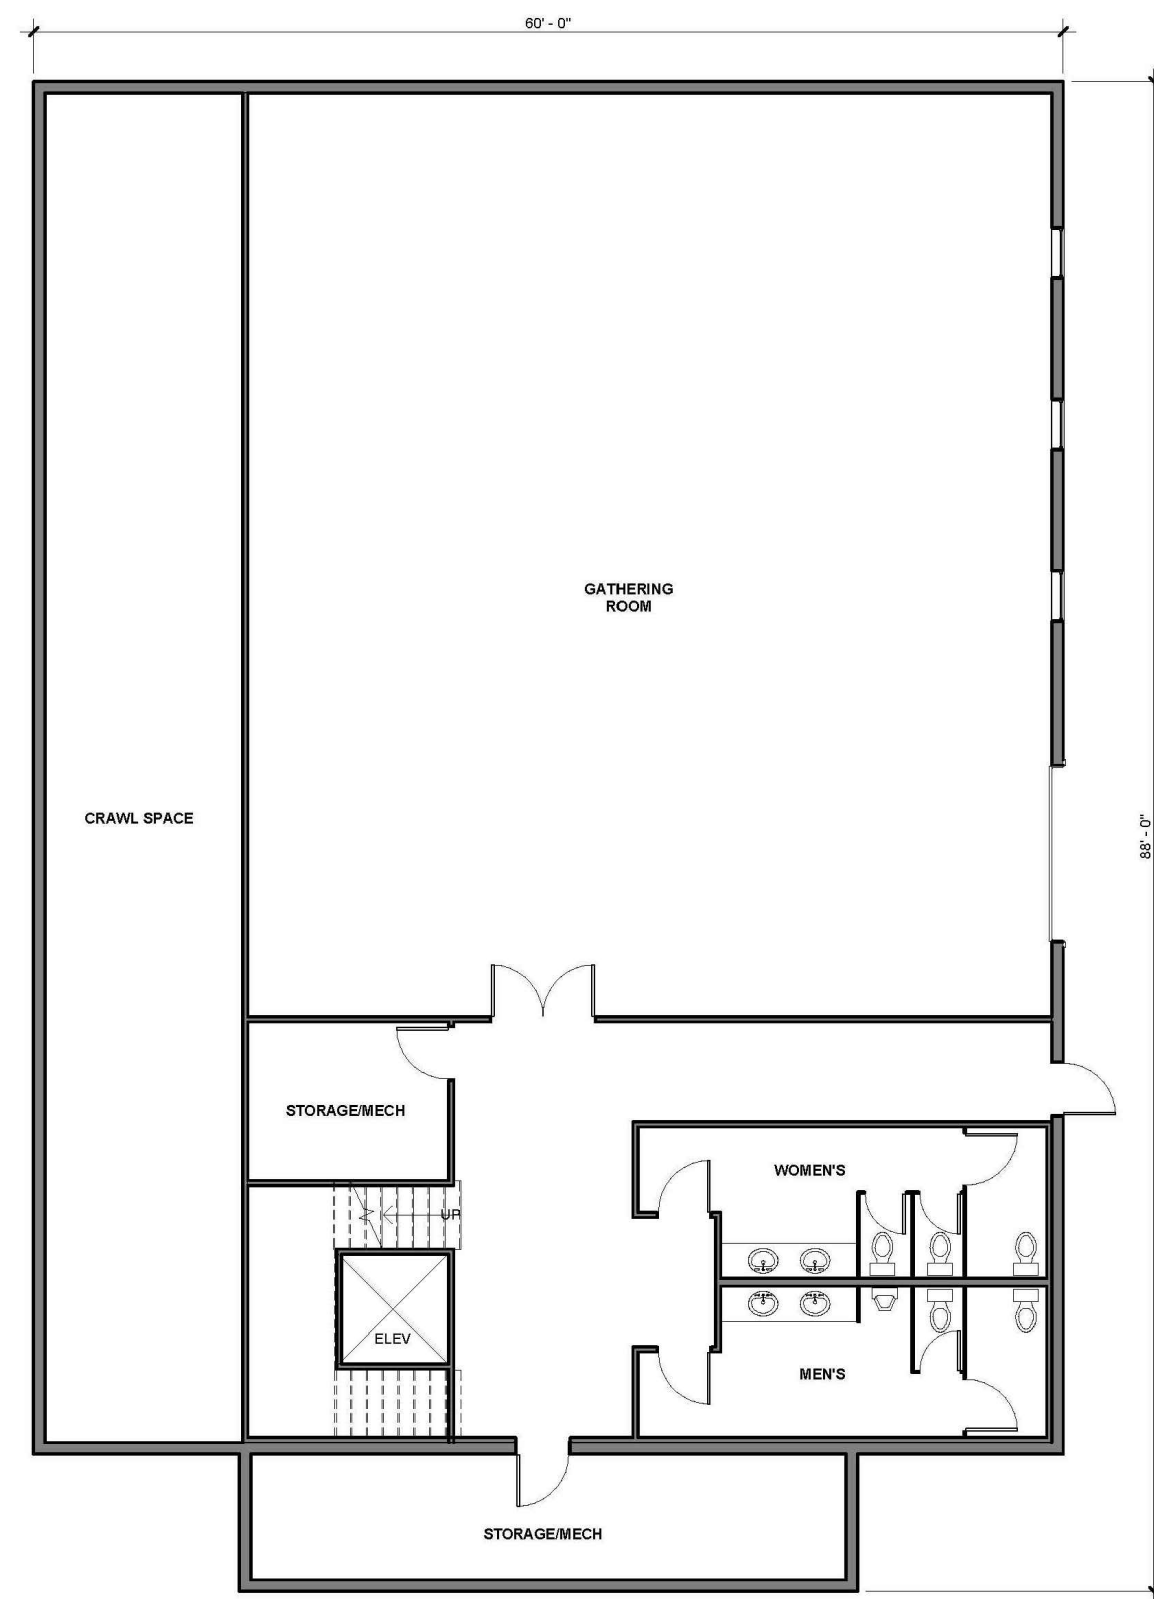 60' - 0"
GATHERING
ROOM
CRAWL SPACE
88' - 0"
STORAGE/MECH
WOMEN'S
UP
ELEV
MEN'S
STORAGE/MECH